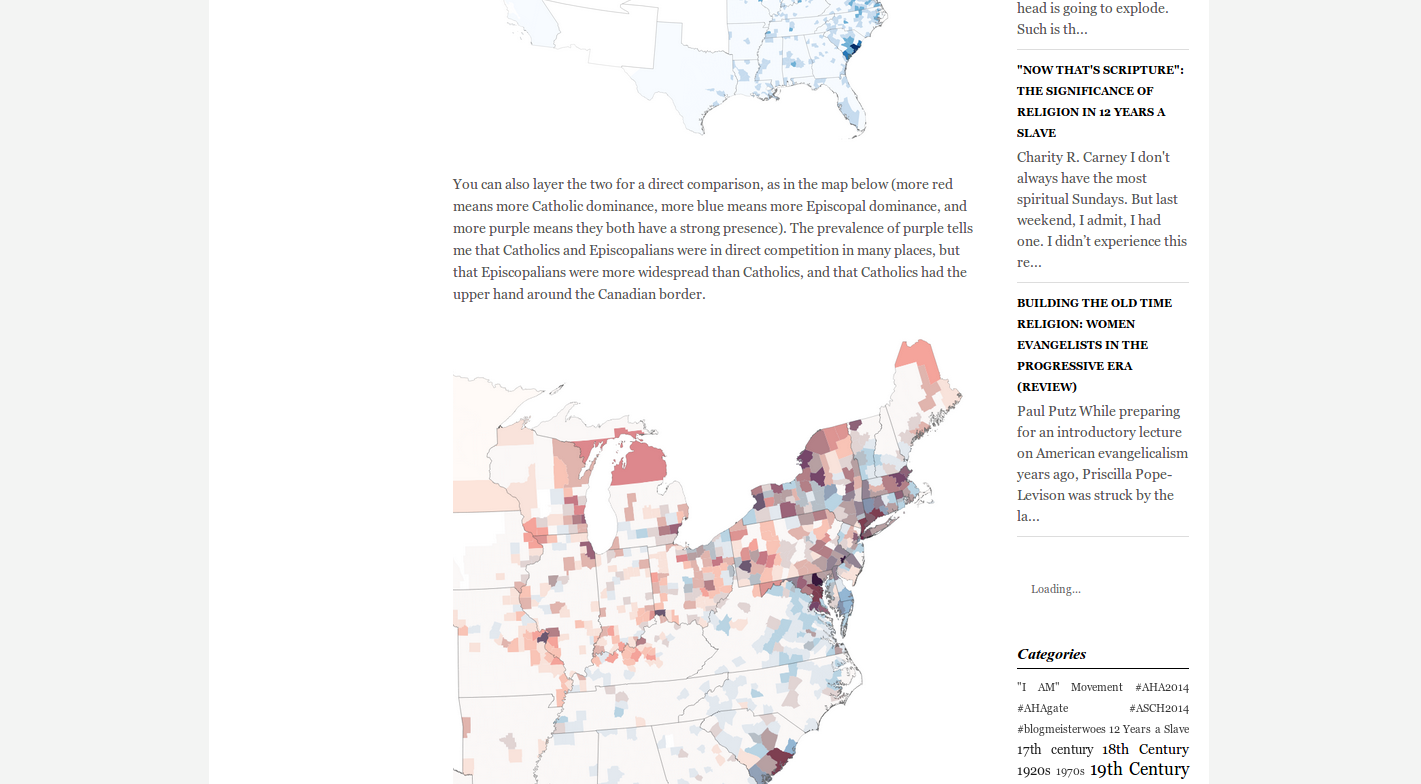 You can also layer the two for a direct comparison, as in the map below (more red
means more Catholic dominance, more blue means more Episcopal dominance, and
more purple means they both have a strong presence). The prevalence of purple tells
me that Catholics and Episcopalians were in direct competition in many places, but
that Episcopalians were more widespread than Catholics, and that Catholics had the
upper hand around the Canadian border.
head is going to explode.
Such is th...
"NOW THAT'S SCRIPTURE":
THE SIGNIFICANCE OF
RELIGION IN 12 YEARS A
SLAVE
Charity R. Carney I don't
always have the most
spiritual Sundays. But last
weekend, I admit, I had
one. I didn’t experience this
re...
BUILDING THE OLD TIME
RELIGION: WOMEN
EVANGELISTS IN THE
PROGRESSIVE ERA
(REVIEW)
Paul Putz While preparing
for an introductory lecture
on American evangelicalism
years ago, Priscilla Pope-
Levison was struck by the
la...
Loading...
Categories
"I AM" Movement #AHA2014
#AHAgate #ASCH2014
#blogmeisterwoes 12 Years a Slave
17th century 18th Century
1920s 1970s 19th Century